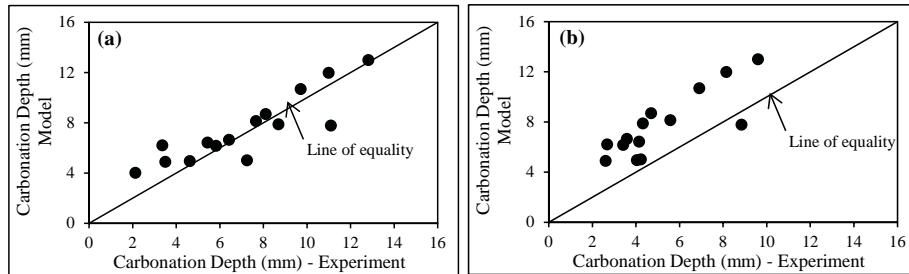 (a)
Carbonation Depth (mm)
Model
16
12
8
4
0
Line of equality
0 2 4 6 8 10 12 14 16
Carbonation Depth (mm) - Experiment
(b)
Carbonation Depth (mm)
Model
16
12
8
4
0
Line of equality
0 2 4 6 8 10 12 14 16
Carbonation Depth (mm) - Experiment